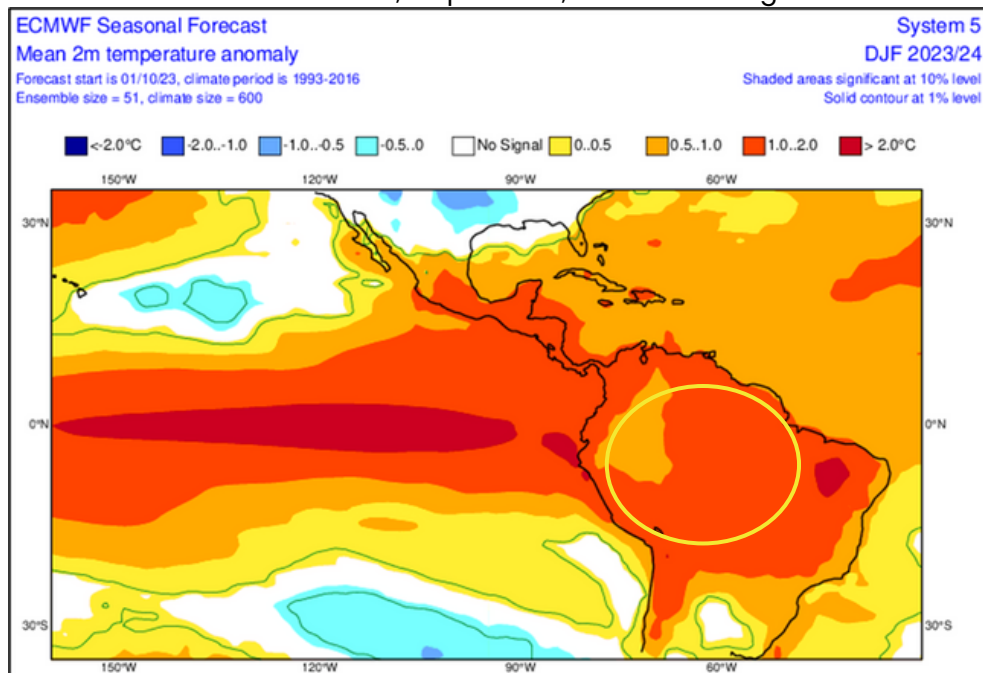 ECMWF Seasonal Forecast
System 5
Mean 2m temperature anomaly
DJF 2023/24
Forecast start is 01/10/23, climate period is 1993-2016
Shaded areas significant at 10% level
Ensemble size = 51, climate size = 600
Solid contour at 1% level
<-2.0°C -2.0..-1.0 -1.0..-0.5 -0.5..0 No Signal 0..0.5 0.5..1.0 1.0..2.0 > 2.0°C
150°W 120°W 90°W 60°W
30°N 30°N
0°N 0°N
30°S 30°S
150°W 120°W 90°W 60°W